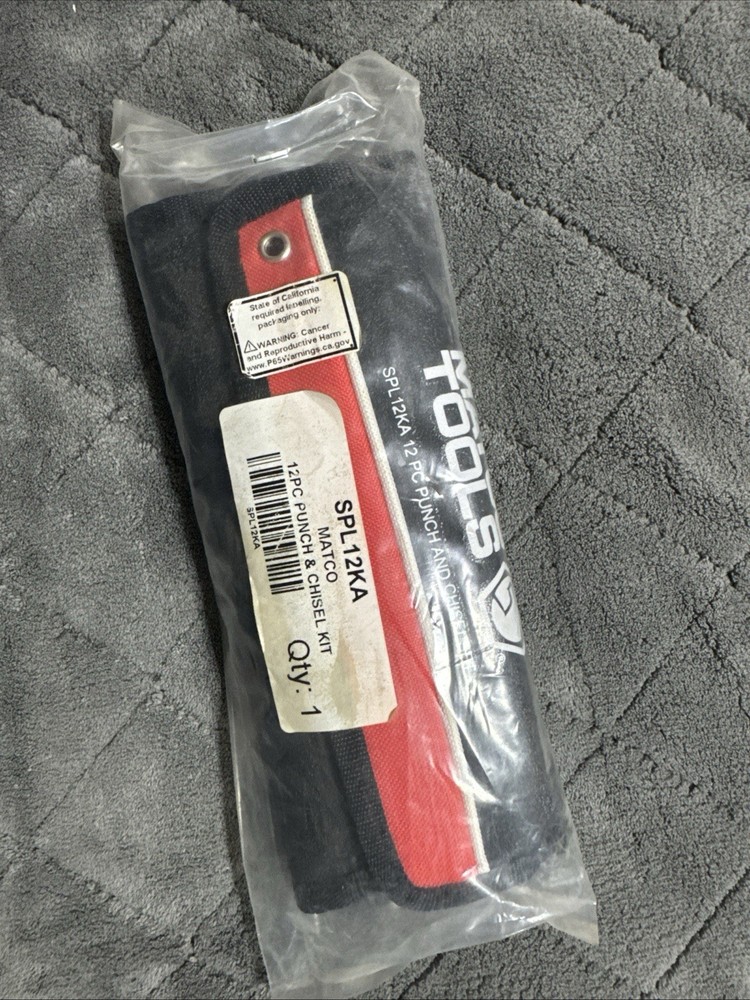 State of California
required labelling,
packaging only:
⚠WARNING: Cancer
and Reproductive Harm -
www.P65Warnings.ca.gov
SPL12KA
MATCO
12PC PUNCH & CHISEL KIT
SPL12KA
Qty: 1
TOOLS
SPL12KA 12 PC PUNCH AND CHISEL